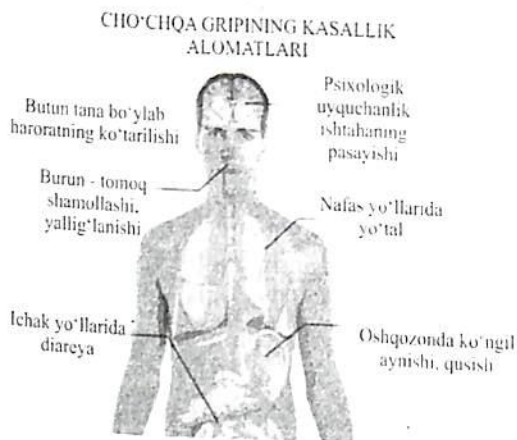 CHO‘CHQA GRIPINING KASALLIK
ALOMATLARI
Butun tana bo‘ylab
haroratning ko‘tarilishi
Psixologik
uyquchanlik
ishtahaning
pasayishi
Burun - tomoq
shamollashi,
yallig‘lanishi
Nafas yo‘llarida
yo‘tal
Ichak yo‘llarida
diareya
Oshqozonda ko‘ngil
aynishi, qusish